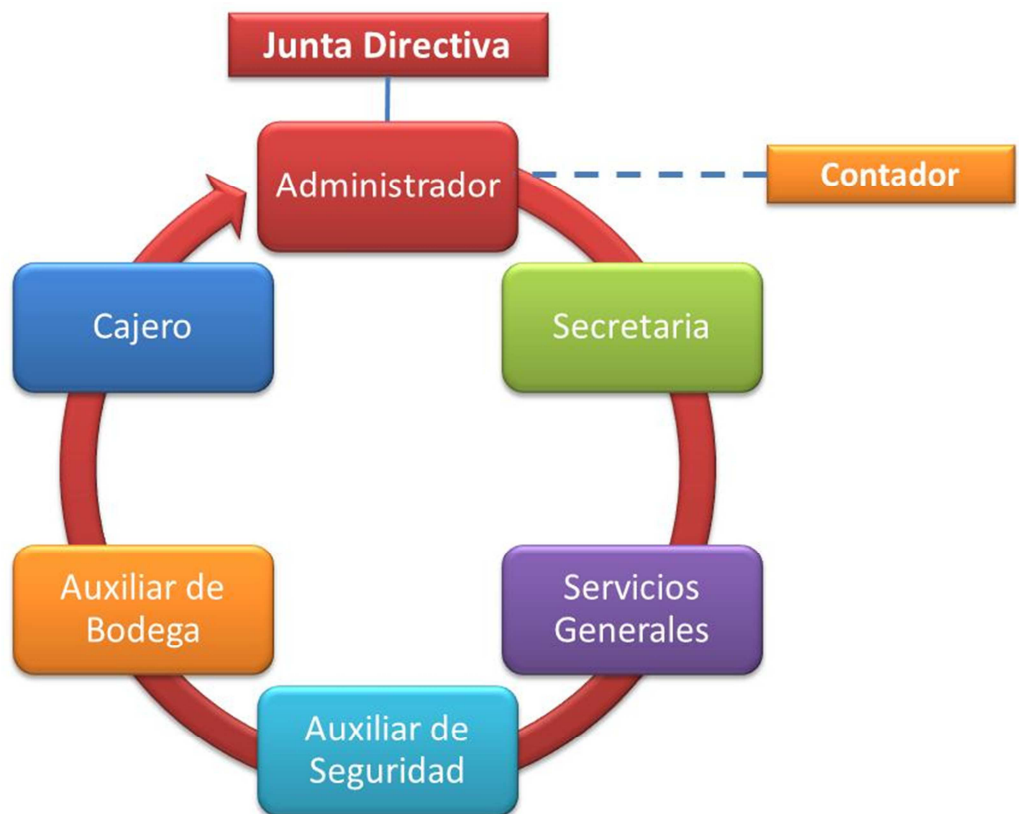 Junta Directiva
Administrador
Contador
Cajero
Secretaria
Auxiliar de
Bodega
Servicios
Generales
Auxiliar de
Seguridad